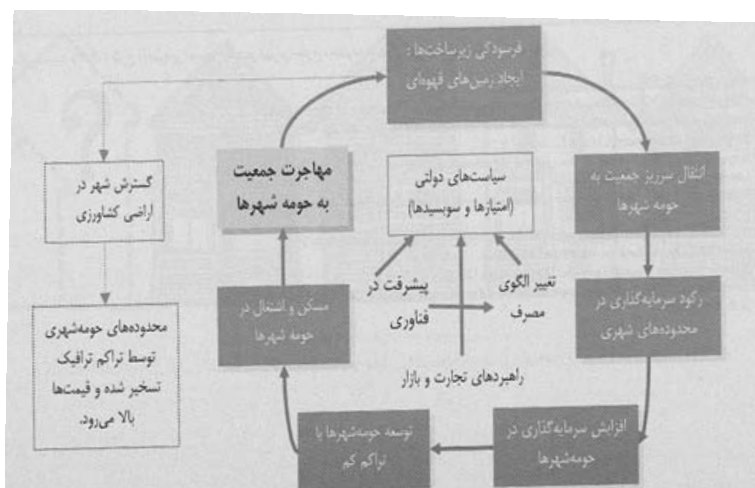 فرسودگی زیرساخت‌ها :
ایجاد زمین‌های قهوه‌ای
انتقال سرریز جمعیت به
حومه شهرها
رکود سرمایه‌گذاری در
محدوده‌های شهری
افزایش سرمایه‌گذاری در
حومه‌شهرها
توسعه حومه‌شهرها با
تراکم کم
مسکن و اشتغال در
حومه شهرها
مهاجرت جمعیت
به حومه شهرها
سیاست‌های دولتی
(امتیازها و سوبسیدها)
تغییر الگوی
مصرف
پیشرفت در
فناوری
راهبردهای تجارت و بازار
گسترش شهر در
اراضی کشاورزی
محدوده‌های حومه‌شهری
توسط تراکم ترافیک
تسخیر شده و قیمت‌ها
بالا می‌رود.